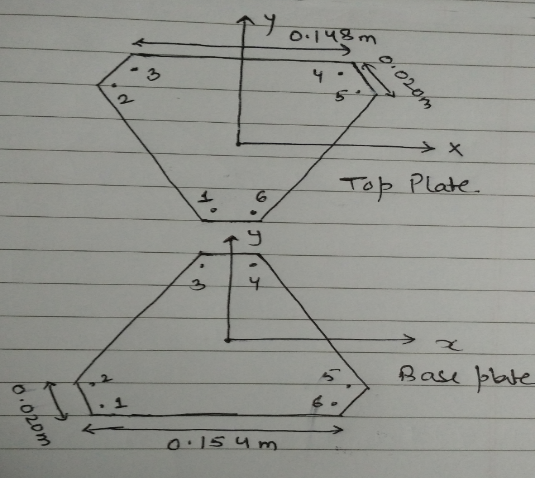 y
0.148m
0.020m
3
4
2
5
x
Top Plate.
1
6
y
3
4
x
Base plate
2
5
1
6
0.020m
0.154m